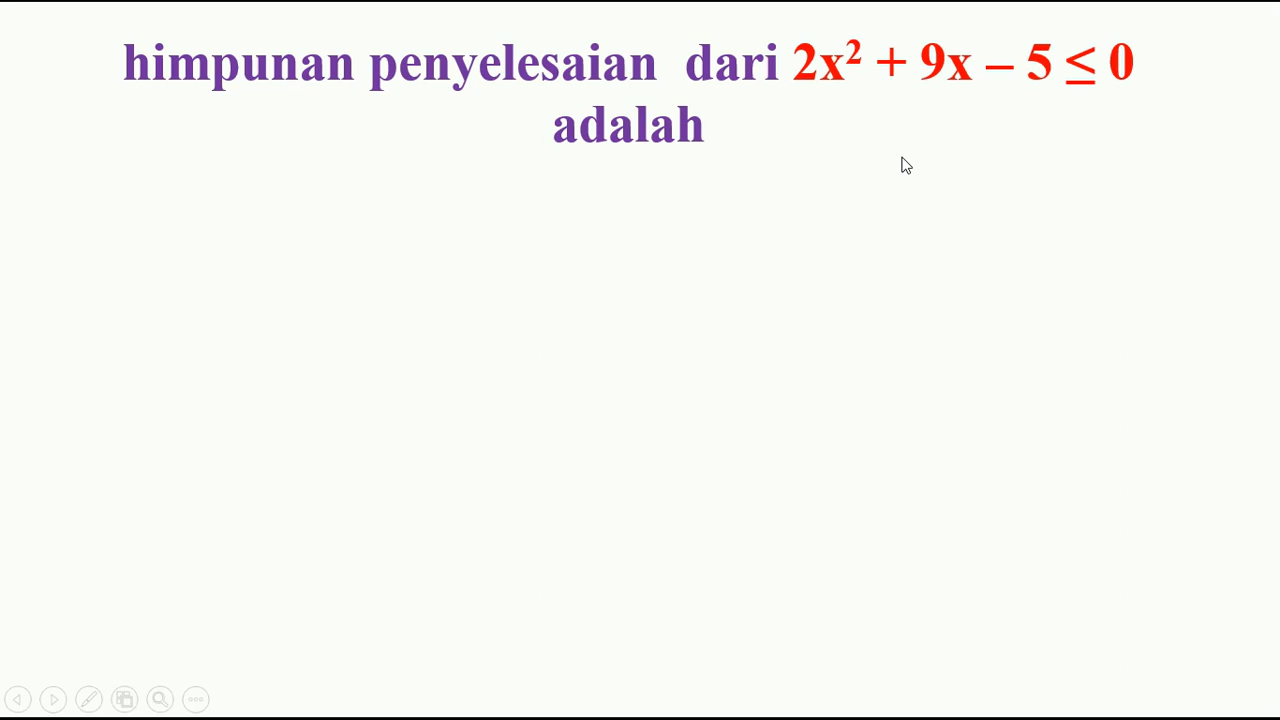 himpunan penyelesaian dari 2x² + 9x – 5 ≤ 0
adalah